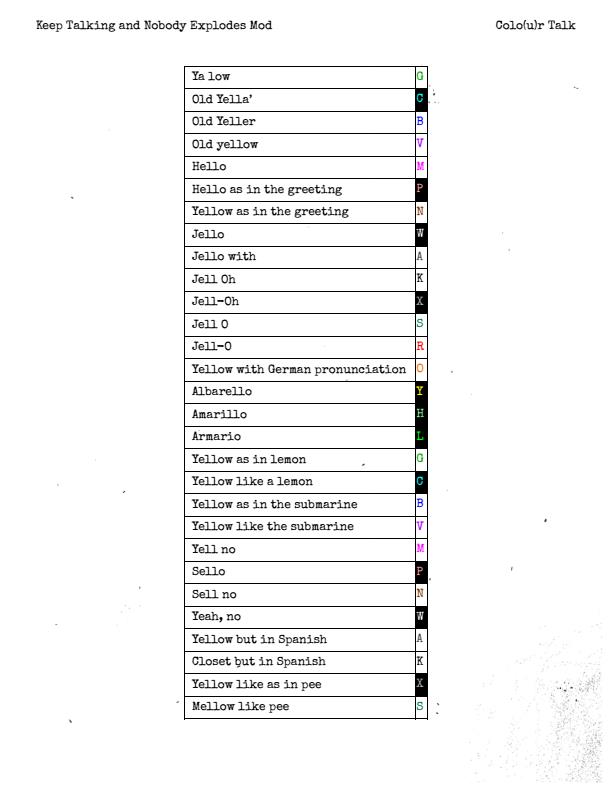 Keep Talking and Nobody Explodes Mod Colo(u)r Talk
Ya low G
Old Yella' C
Old Yeller B
Old yellow V
Hello M
Hello as in the greeting P
Yellow as in the greeting N
Jello W
Jello with A
Jell Oh K
Jell-Oh X
Jell O S
Jell-O R
Yellow with German pronunciation O
Albarello Y
Amarillo H
Armario L
Yellow as in lemon G
Yellow like a lemon C
Yellow as in the submarine B
Yellow like the submarine V
Yell no M
Sello P
Sell no N
Yeah, no W
Yellow but in Spanish A
Closet but in Spanish K
Yellow like as in pee X
Mellow like pee S